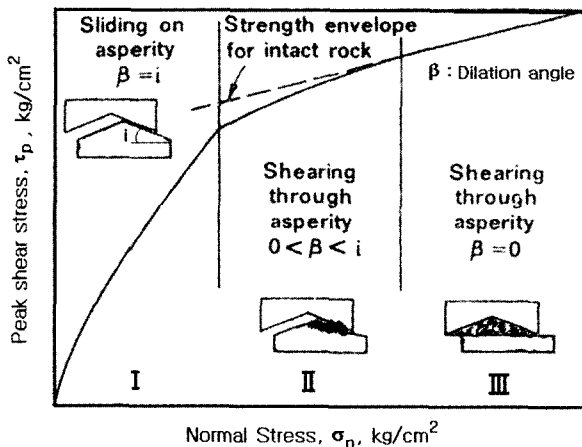 Peak shear stress, τp, kg/cm²
Sliding on
asperity
β = i
i
Strength envelope
for intact rock
β : Dilation angle
Shearing
through
asperity
0 < β < i
Shearing
through
asperity
β = 0
I
II
III
Normal Stress, σn, kg/cm²